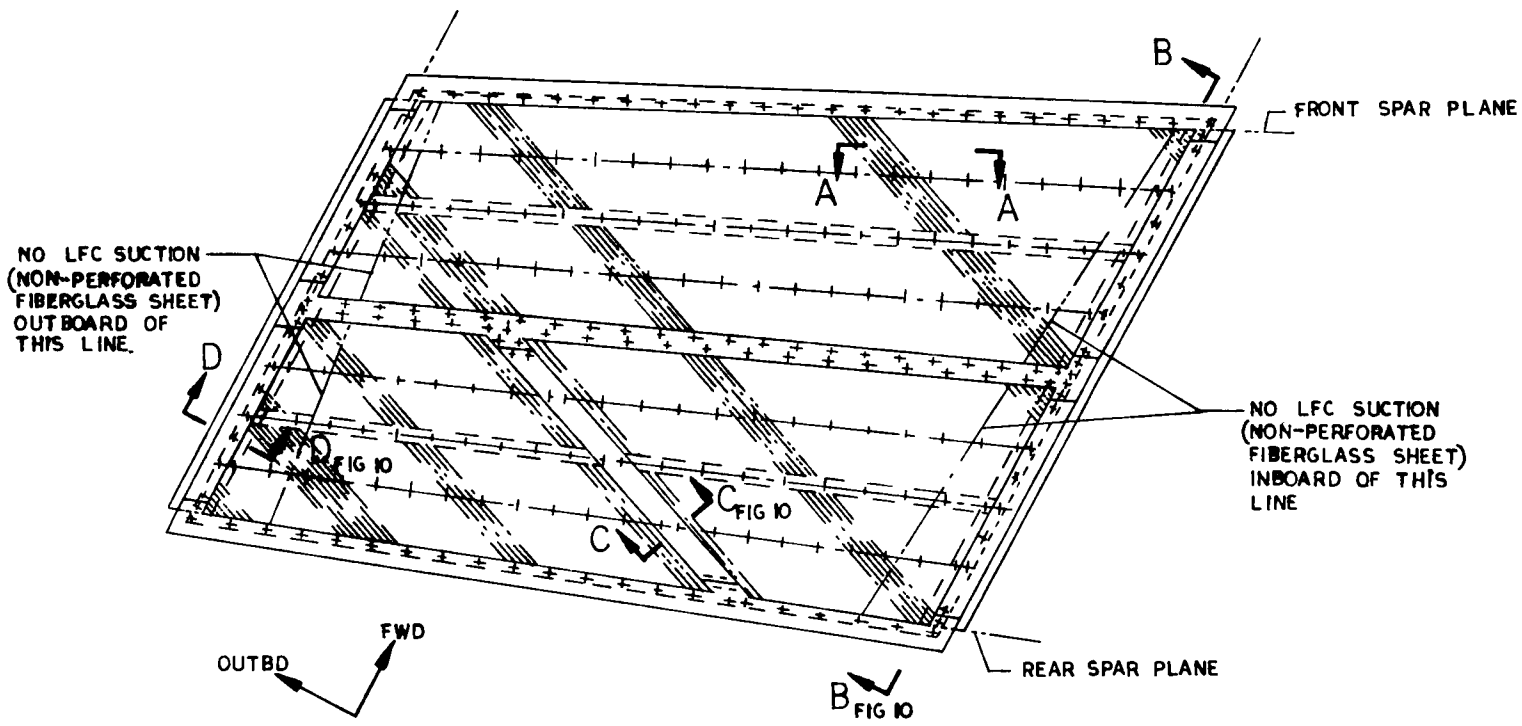 B
FRONT SPAR PLANE
A
A
NO LFC SUCTION
(NON-PERFORATED
FIBERGLASS SHEET)
OUTBOARD OF
THIS LINE.
D
D FIG 10
NO LFC SUCTION
(NON-PERFORATED
FIBERGLASS SHEET)
INBOARD OF THIS
LINE
C FIG 10
C
FWD
OUTBD
REAR SPAR PLANE
B FIG 10